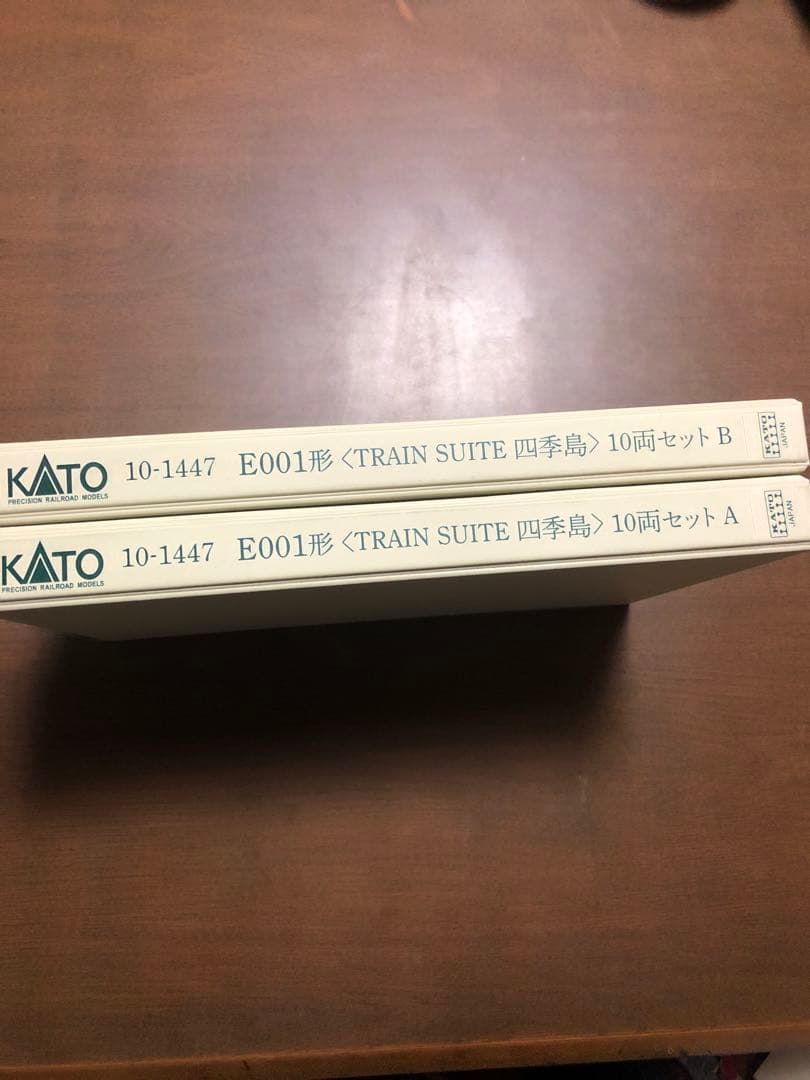 KATO
PRECISION RAILROAD MODELS
10-1447 E001形〈TRAIN SUITE 四季島〉10両セット B
KATO
JAPAN
KATO
PRECISION RAILROAD MODELS
10-1447 E001形〈TRAIN SUITE 四季島〉10両セット A
KATO
JAPAN